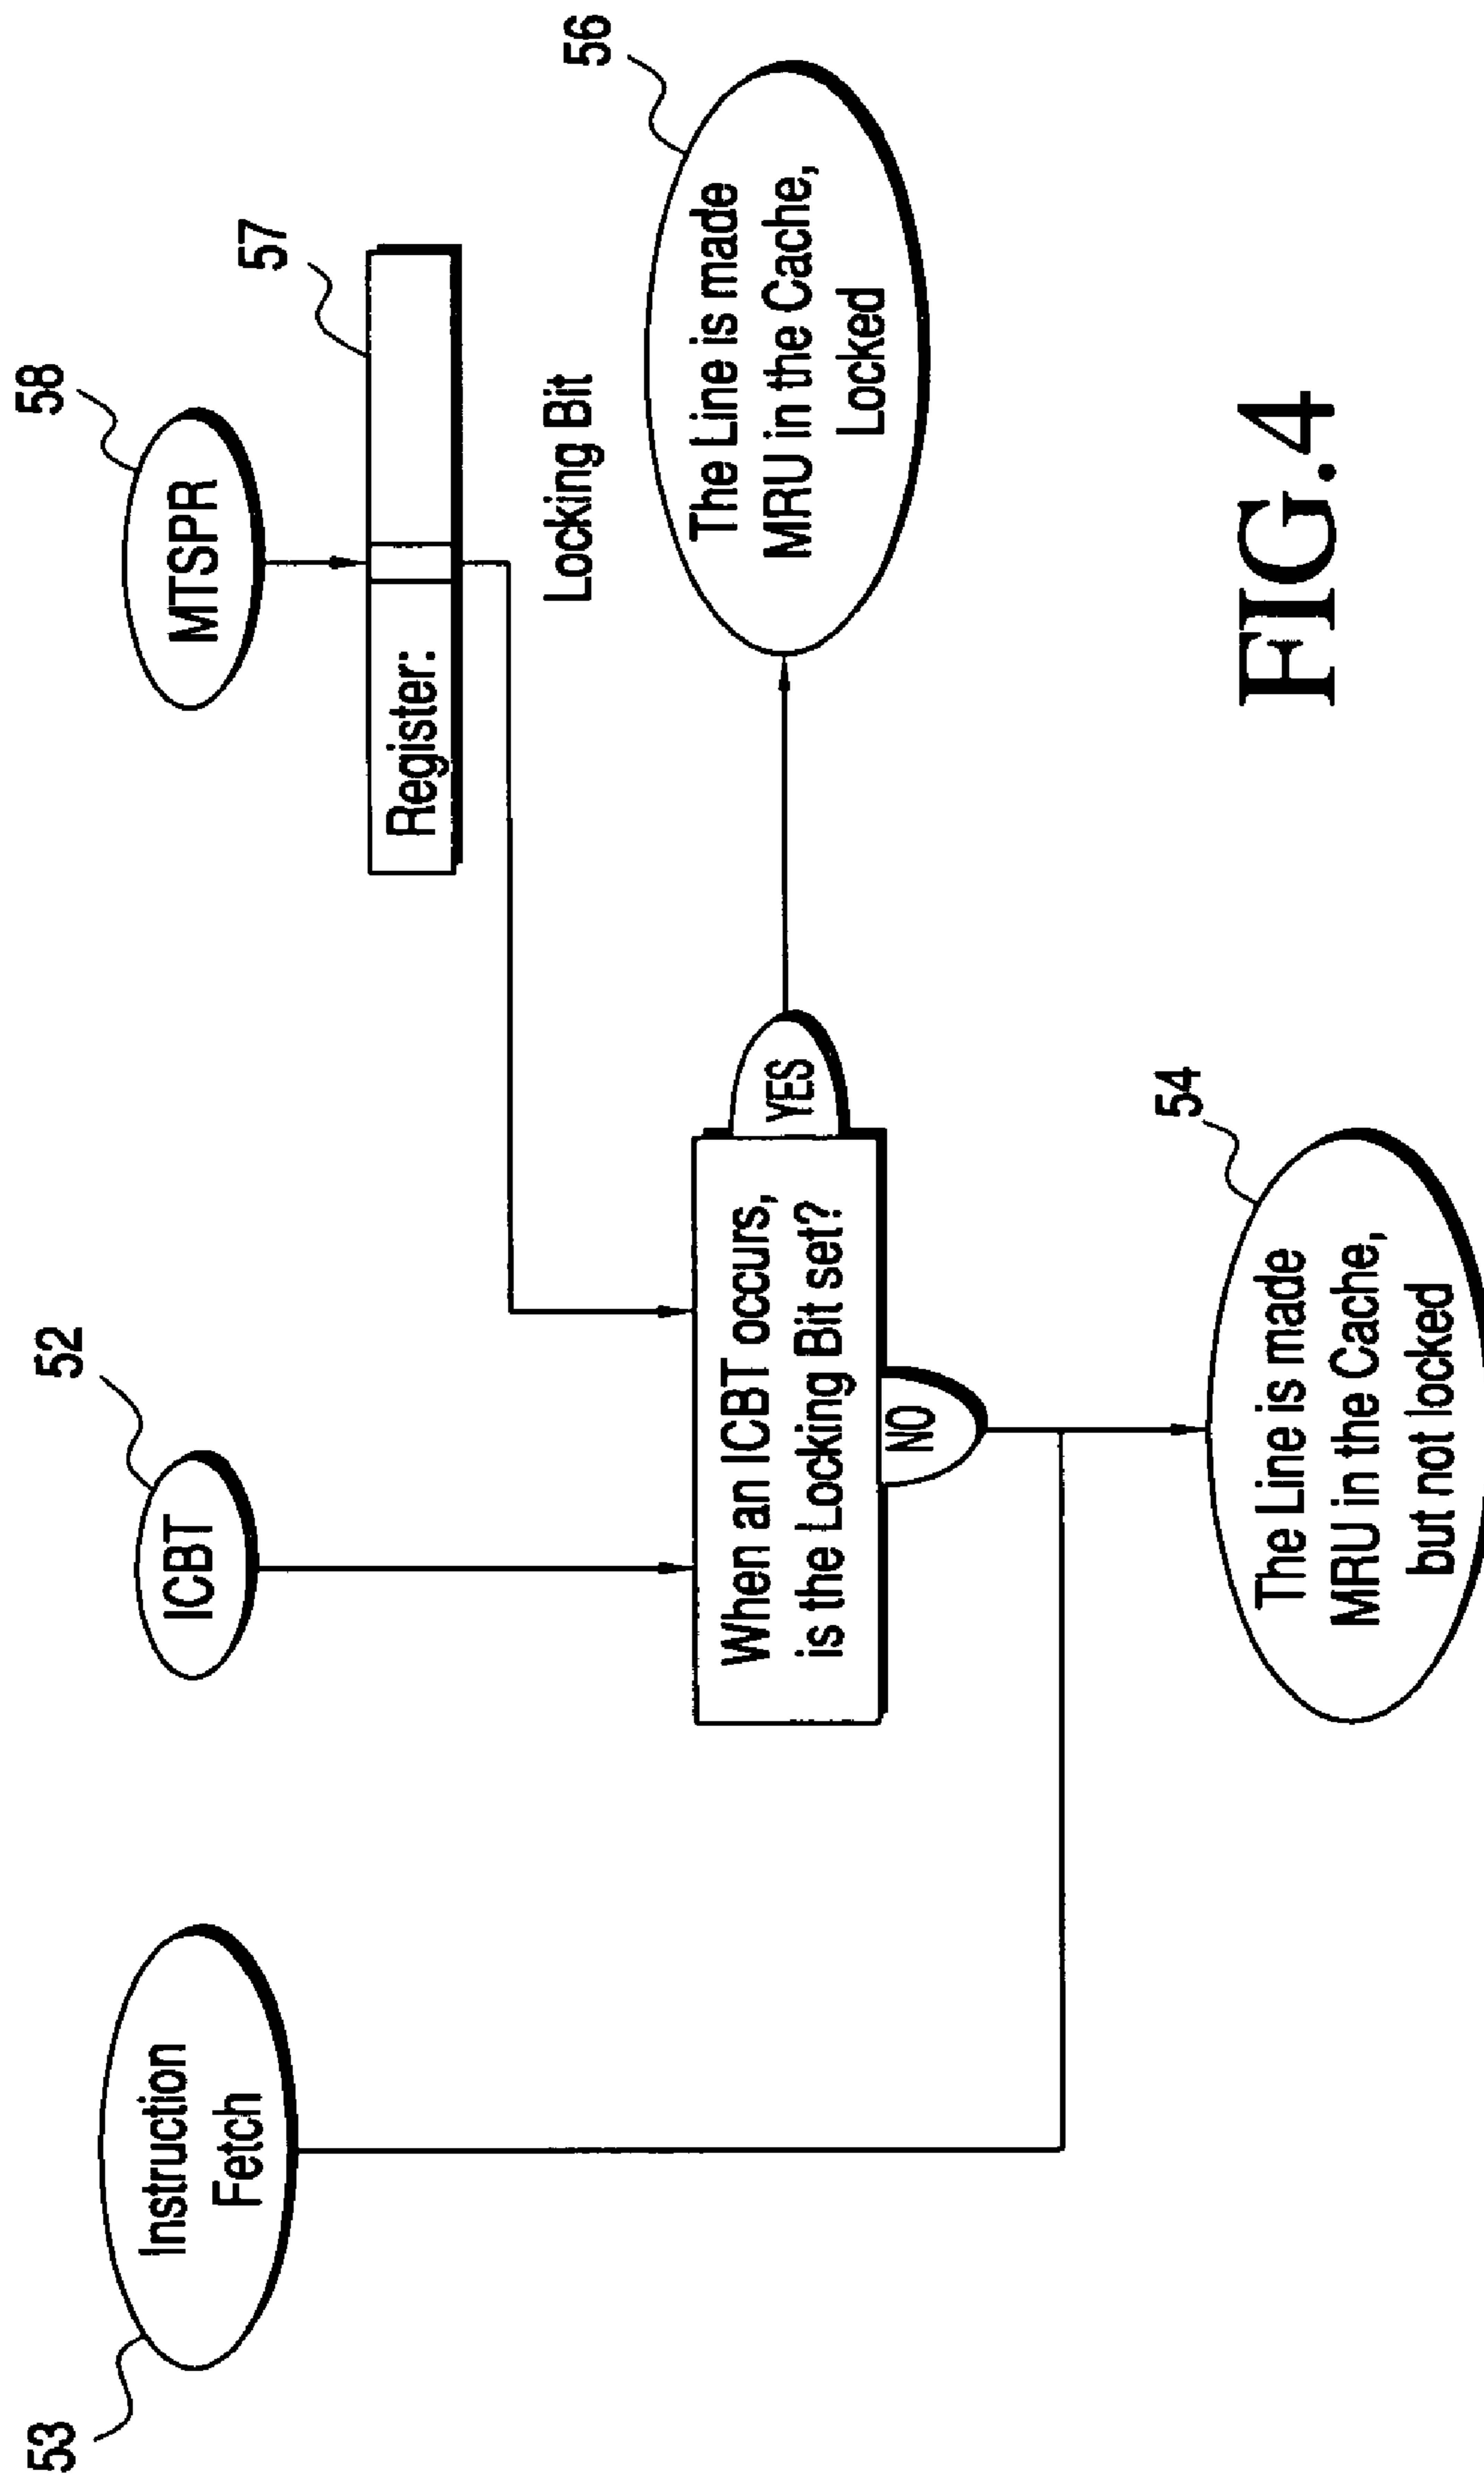 53
Instruction
Fetch
52
ICBT
58
MTSPR
57
Register:
Locking Bit
When an ICBT occurs,
is the Locking Bit set?
YES
NO
56
The Line is made
MRU in the Cache,
Locked
54
The Line is made
MRU in the Cache,
but not locked
FIG.4